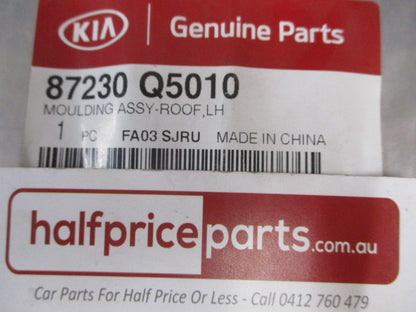 KIA Genuine Parts
87230 Q5010
MOULDING ASSY-ROOF,LH
1 PC FA03 SJRU MADE IN CHINA
halfpriceparts.com.au
Car Parts For Half Price Or Less - Call 0412 760 479